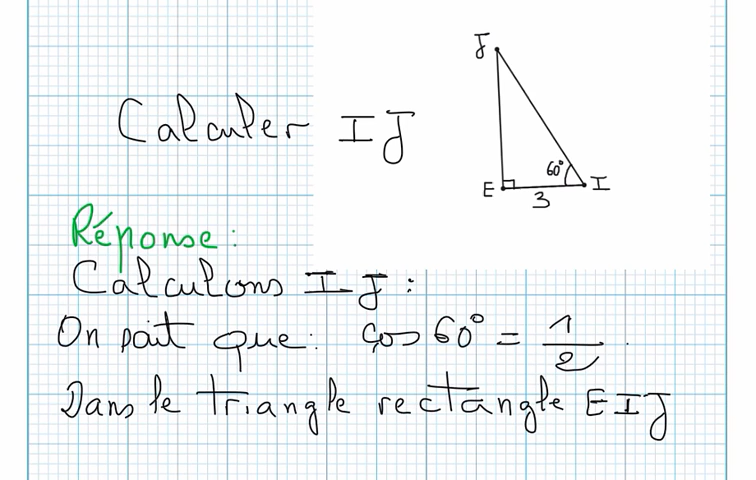 Calculer IJ
J
60°
E
I
3
Réponse:
Calculons IJ:
On sait que: cos 60° = 1/2.
Dans le triangle rectangle EIJ